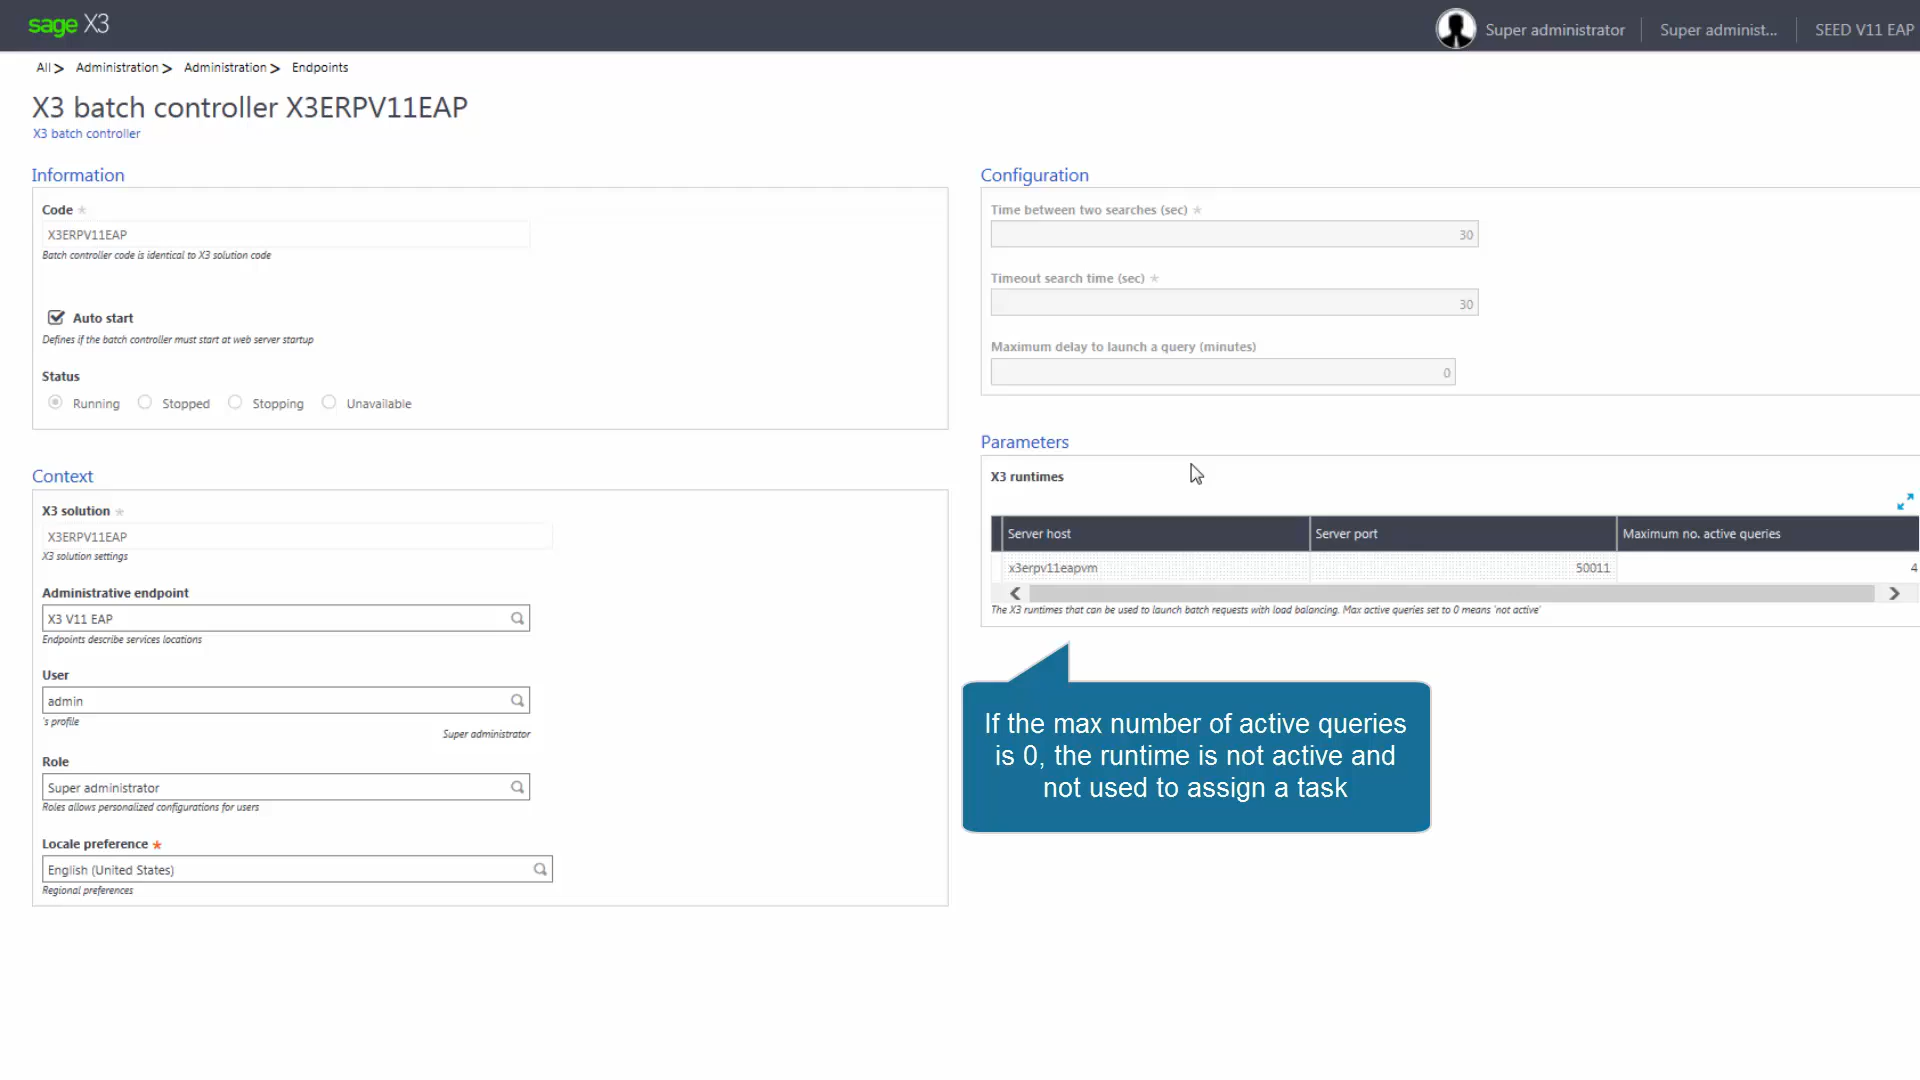 sage X3
Super administrator
Super administ...
SEED V11 EAP
All > Administration > Administration > Endpoints
X3 batch controller X3ERPV11EAP
X3 batch controller
Information
Code *
X3ERPV11EAP
Batch controller code is identical to X3 solution code
Auto start
Defines if the batch controller must start at web server startup
Status
Running Stopped Stopping Unavailable
Context
X3 solution *
X3ERPV11EAP
X3 solution settings
Administrative endpoint
X3 V11 EAP
Endpoints describe services locations
User
admin
's profile
Super administrator
Role
Super administrator
Roles allows personalized configurations for users
Locale preference *
English (United States)
Regional preferences
Configuration
Time between two searches (sec) *
30
Timeout search time (sec) *
30
Maximum delay to launch a query (minutes)
0
Parameters
X3 runtimes
Server host Server port Maximum no. active queries
x3erpv11eapvm 50011 4
The X3 runtimes that can be used to launch batch requests with load balancing. Max active queries set to 0 means 'not active'
If the max number of active queries
is 0, the runtime is not active and
not used to assign a task